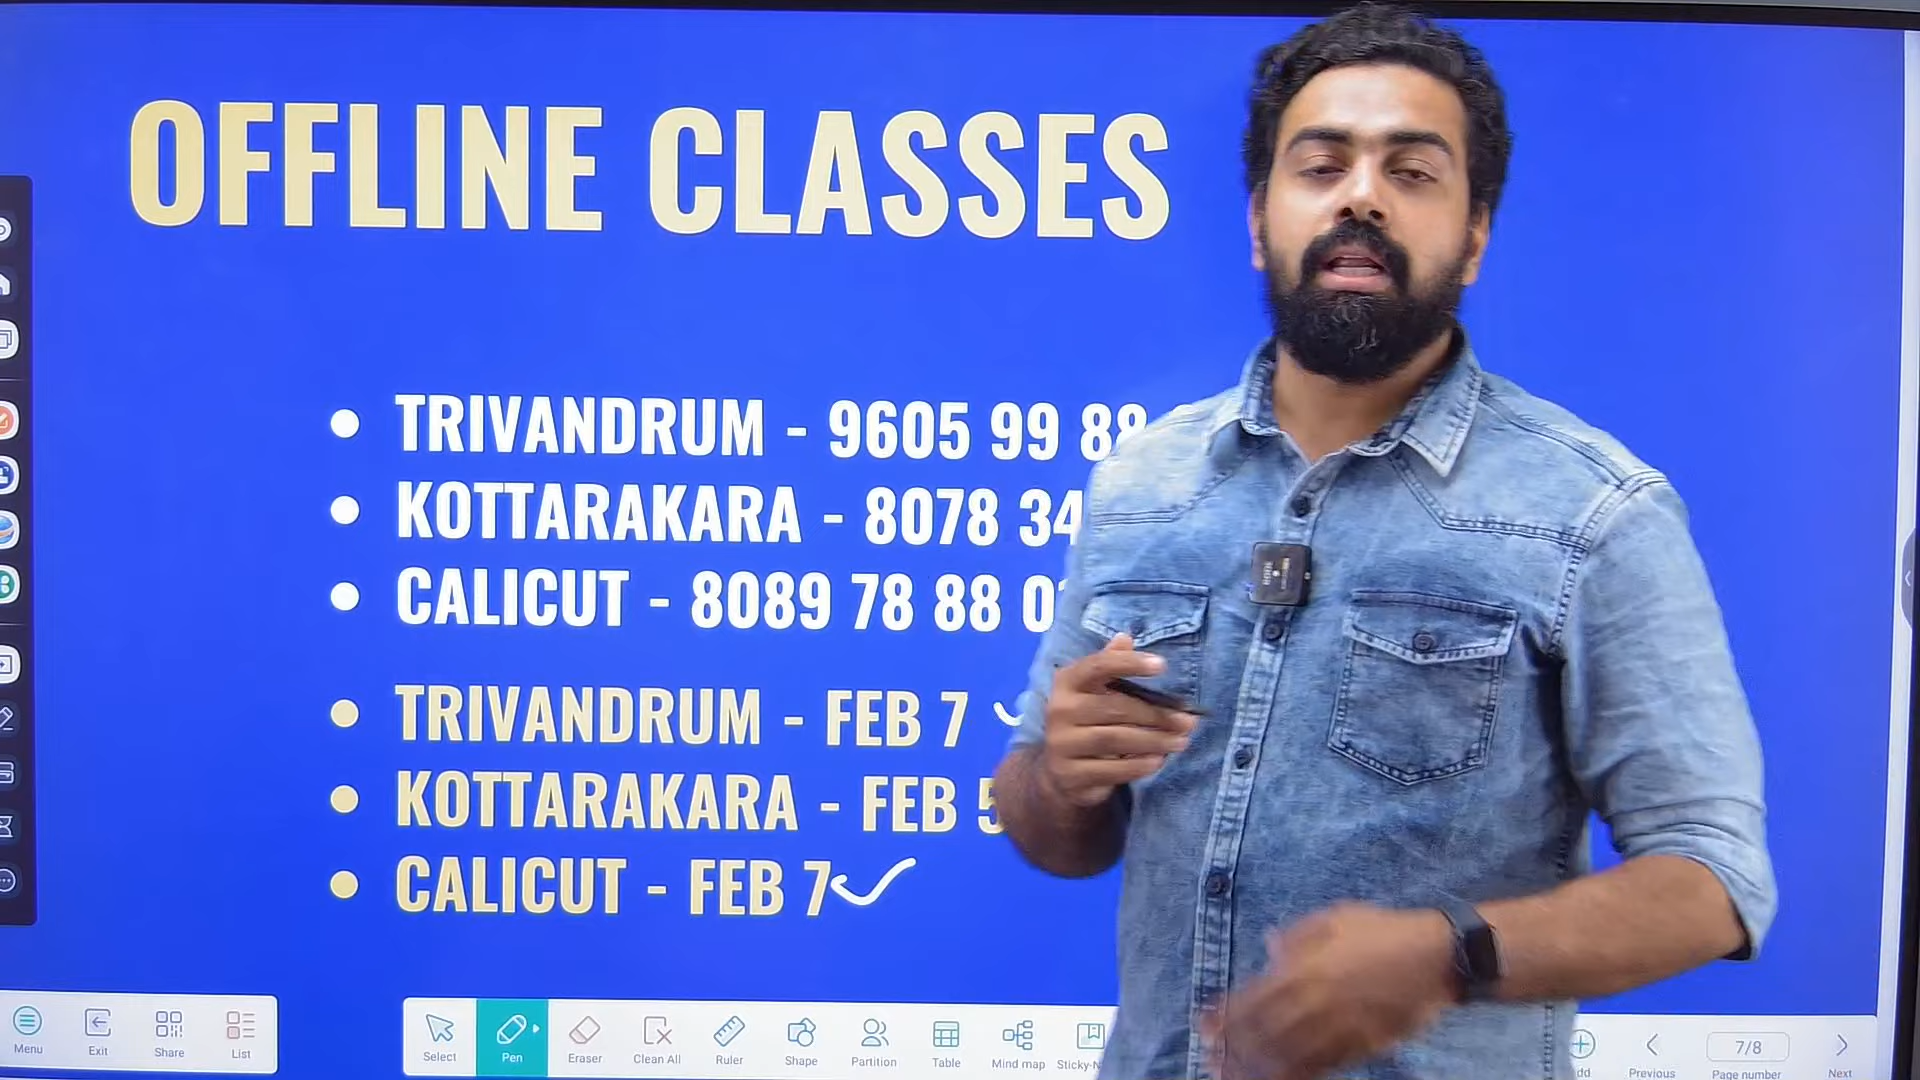 OFFLINE CLASSES
TRIVANDRUM - 9605 99 88
KOTTARAKARA - 8078 34
CALICUT - 8089 78 88
TRIVANDRUM - FEB 7
KOTTARAKARA - FEB 5
CALICUT - FEB 7
Menu
Exit
Share
List
Select
Pen
Eraser
Clean All
Ruler
Shape
Partition
Table
Mind map
Previous
7/8
Page number
Next